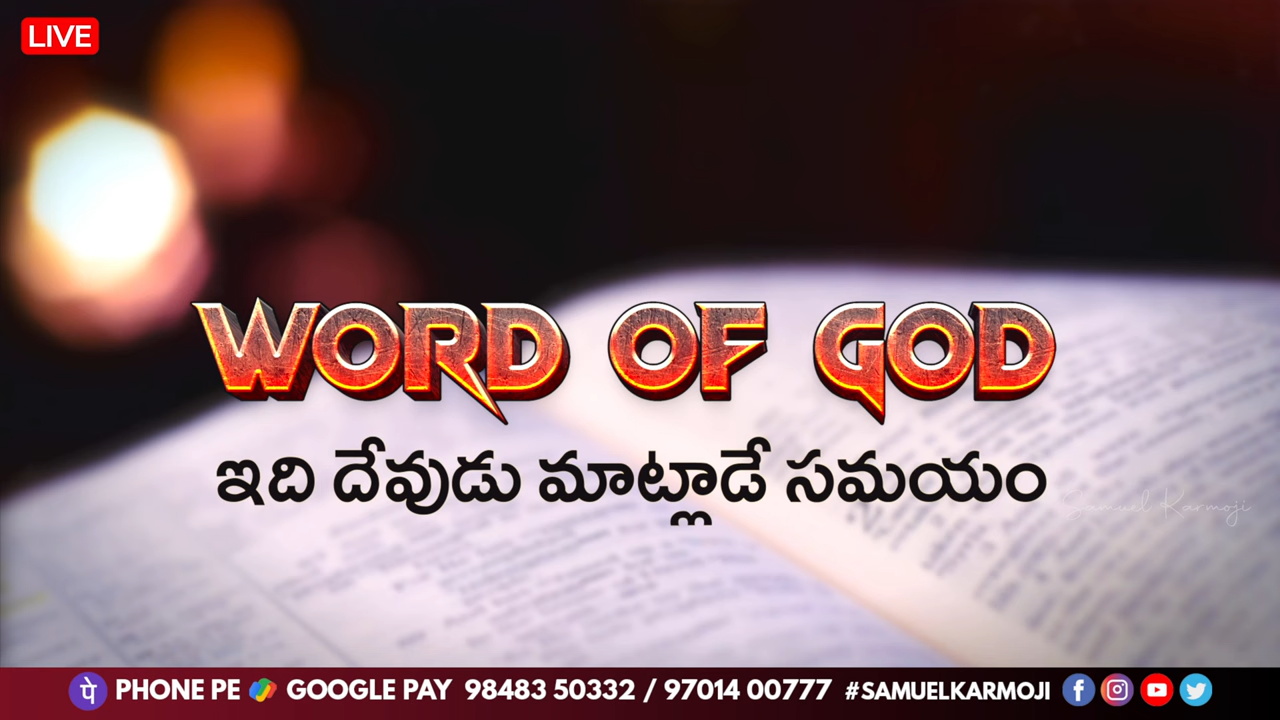 LIVE
WORD OF GOD
ఇది దేవుడు మాట్లాడే సమయం
Samuel Karmoji
पे PHONE PE GOOGLE PAY 98483 50332 / 97014 00777 #SAMUELKARMOJI